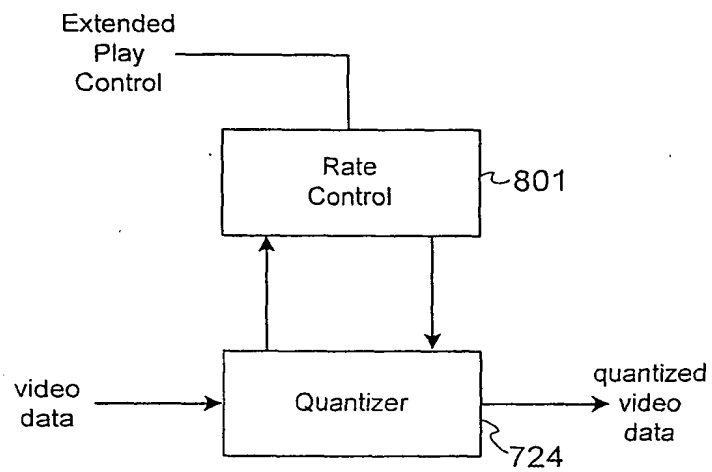 Extended
Play
Control
Rate
Control
801
video
data
Quantizer
quantized
video
data
724